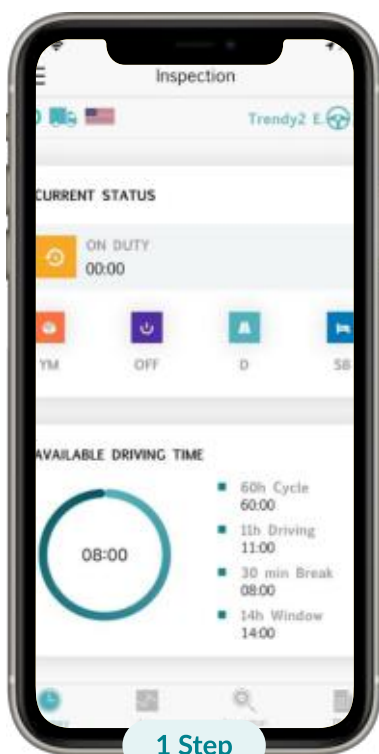 Inspection
Trendy2 E.
CURRENT STATUS
ON DUTY
00:00
YM
OFF
D
SB
AVAILABLE DRIVING TIME
08:00
60h Cycle
60:00
11h Driving
11:00
30 min Break
08:00
14h Window
14:00
1 Step